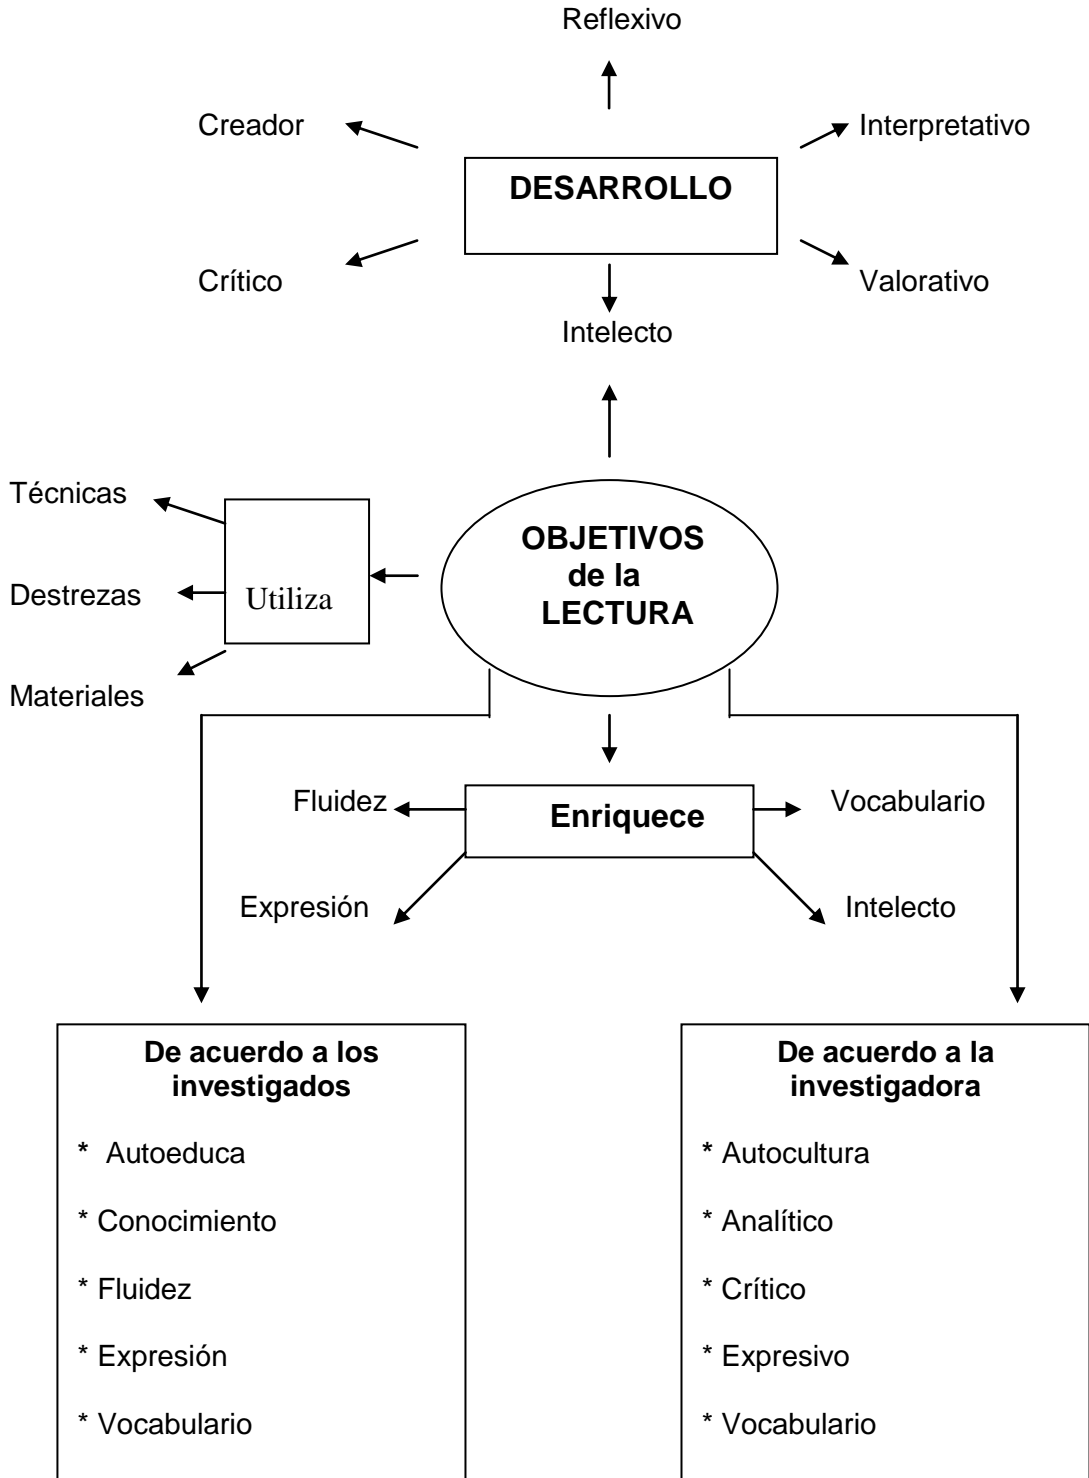 Reflexivo
Creador
Interpretativo
DESARROLLO
Crítico
Valorativo
Intelecto
Técnicas
Destrezas
Materiales
Utiliza
OBJETIVOS
de la
LECTURA
Fluidez
Enriquece
Vocabulario
Expresión
Intelecto
De acuerdo a los
investigados
* Autoeduca
* Conocimiento
* Fluidez
* Expresión
* Vocabulario
De acuerdo a la
investigadora
* Autocultura
* Analítico
* Crítico
* Expresivo
* Vocabulario